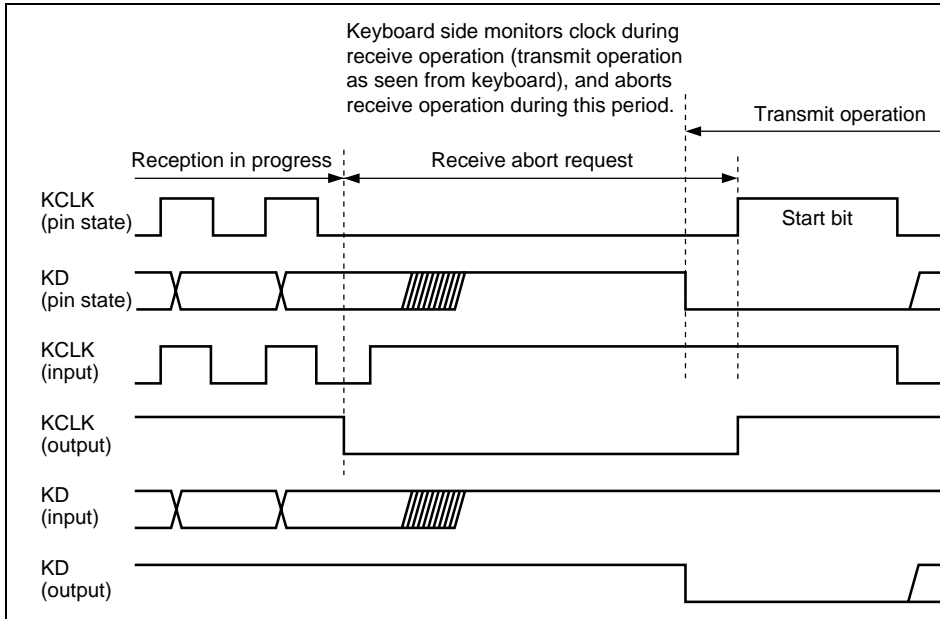 Keyboard side monitors clock during
receive operation (transmit operation
as seen from keyboard), and aborts
receive operation during this period.
Transmit operation
Reception in progress
Receive abort request
KCLK
(pin state)
Start bit
KD
(pin state)
KCLK
(input)
KCLK
(output)
KD
(input)
KD
(output)